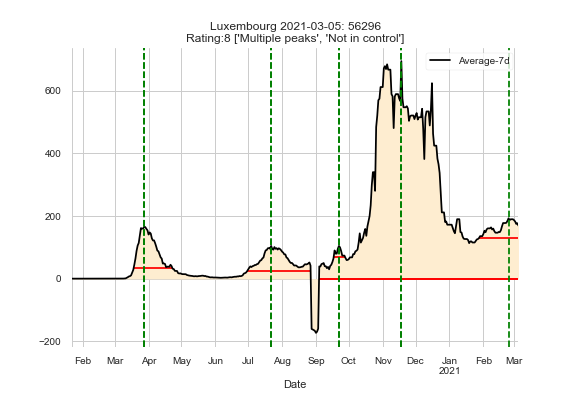 Luxembourg 2021-03-05: 56296
Rating:8 ['Multiple peaks', 'Not in control']
Average-7d
600
400
200
0
−200
Feb Mar Apr May Jun Jul Aug Sep Oct Nov Dec Jan Feb Mar
2021
Date